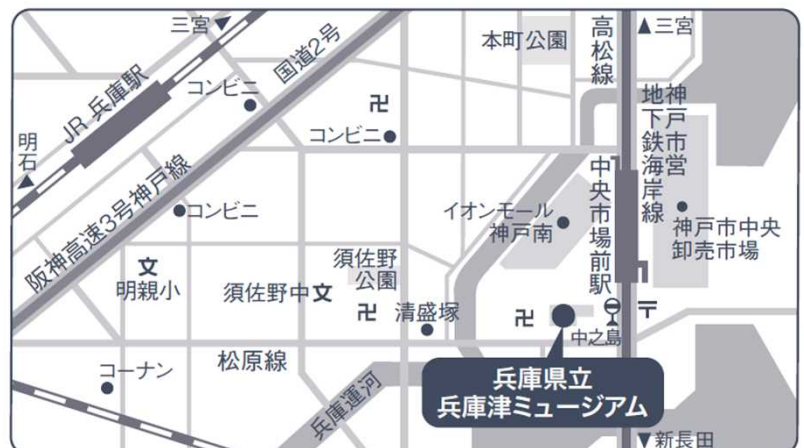 三宮
国道2号
本町公園
高松線
三宮
JR 兵庫駅
コンビニ
コンビニ
神戸市営
地下鉄海岸線
明石
阪神高速3号神戸線
コンビニ
イオンモール
神戸南
中央市場前駅
神戸市中央
卸売市場
文
明親小
須佐野中文
須佐野
公園
清盛塚
中之島
コーナン
松原線
兵庫運河
兵庫県立
兵庫津ミュージアム
新長田